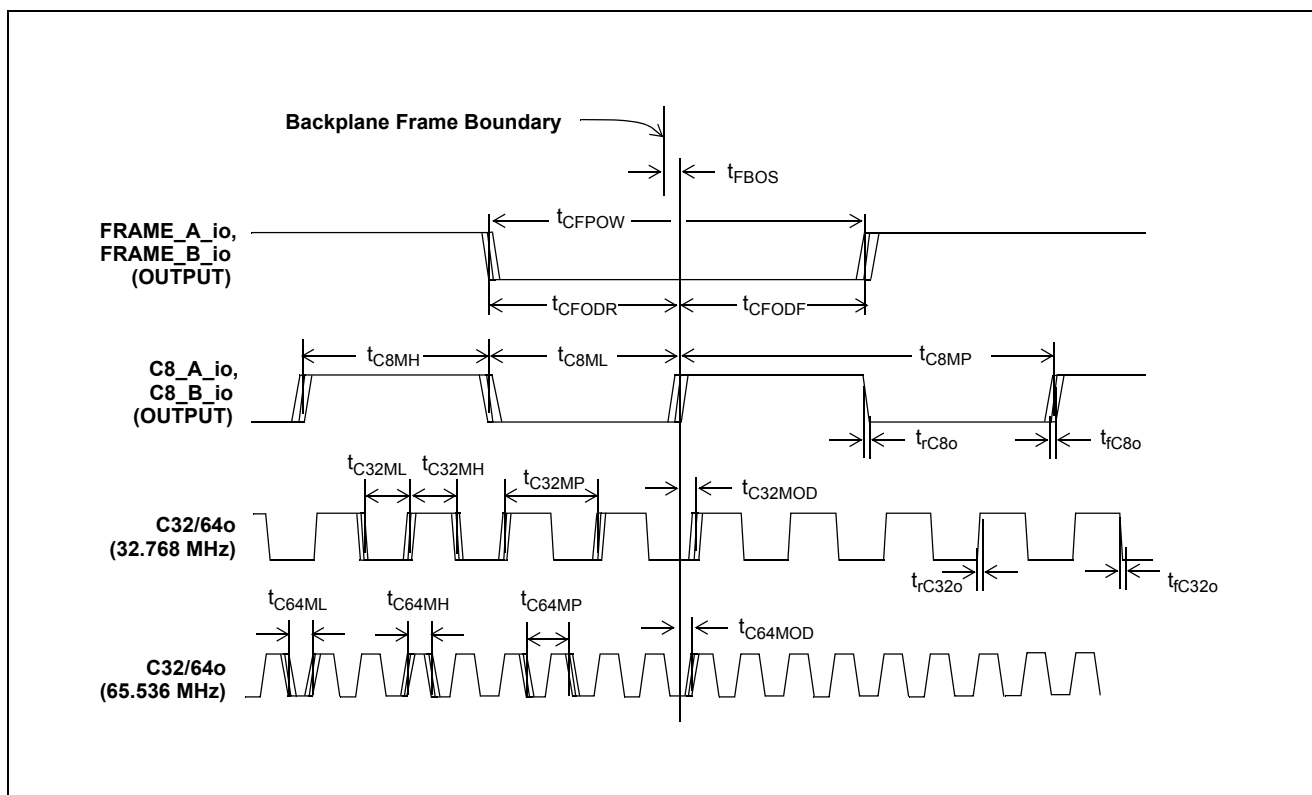 Backplane Frame Boundary
tFBOS
tCFPOW
FRAME_A_io,
FRAME_B_io
(OUTPUT)
tCFODR
tCFODF
tC8MH
tC8ML
tC8MP
C8_A_io,
C8_B_io
(OUTPUT)
trC8o
tfC8o
tC32ML
tC32MH
tC32MP
tC32MOD
C32/64o
(32.768 MHz)
trC32o
tfC32o
tC64ML
tC64MH
tC64MP
tC64MOD
C32/64o
(65.536 MHz)